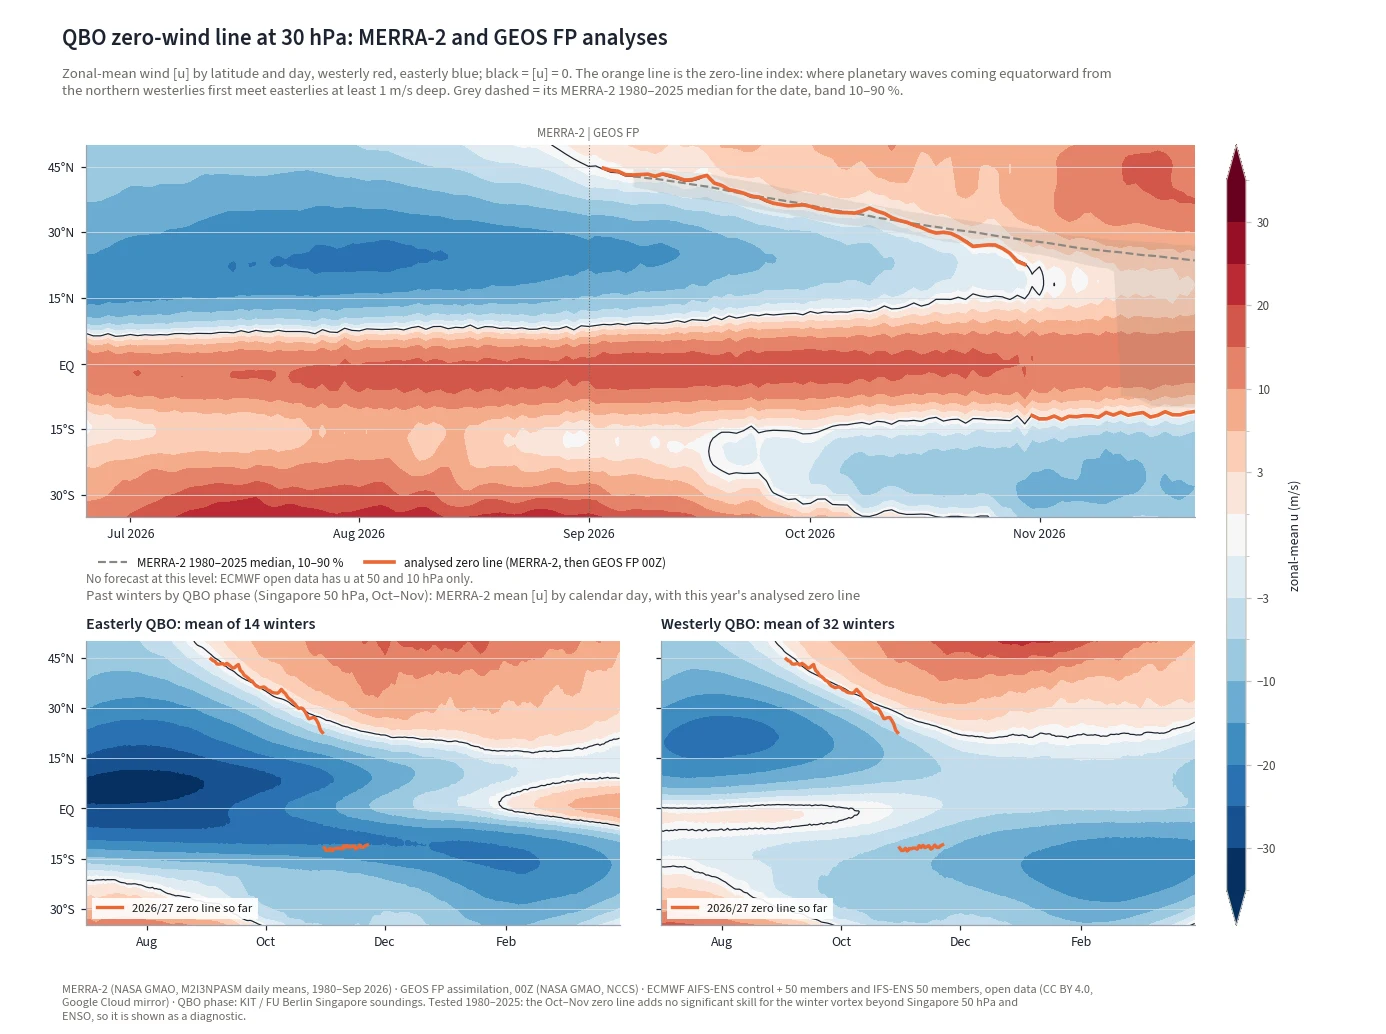 QBO zero-wind line at 30 hPa: MERRA-2 and GEOS FP analyses
Zonal-mean wind [u] by latitude and day, westerly red, easterly blue; black = [u] = 0. The orange line is the zero-line index: where planetary waves coming equatorward from
the northern westerlies first meet easterlies at least 1 m/s deep. Grey dashed = its MERRA-2 1980–2025 median for the date, band 10–90 %.
MERRA-2 | GEOS FP
45°N
30°N
15°N
EQ
15°S
30°S
Jul 2026
Aug 2026
Sep 2026
Oct 2026
Nov 2026
MERRA-2 1980–2025 median, 10–90 %
analysed zero line (MERRA-2, then GEOS FP 00Z)
No forecast at this level: ECMWF open data has u at 50 and 10 hPa only.
Past winters by QBO phase (Singapore 50 hPa, Oct–Nov): MERRA-2 mean [u] by calendar day, with this year's analysed zero line
Easterly QBO: mean of 14 winters
45°N
30°N
15°N
EQ
15°S
30°S
2026/27 zero line so far
Aug
Oct
Dec
Feb
Westerly QBO: mean of 32 winters
2026/27 zero line so far
Aug
Oct
Dec
Feb
30
20
10
3
−3
−10
−20
−30
zonal-mean u (m/s)
MERRA-2 (NASA GMAO, M2I3NPASM daily means, 1980–Sep 2026) · GEOS FP assimilation, 00Z (NASA GMAO, NCCS) · ECMWF AIFS-ENS control + 50 members and IFS-ENS 50 members, open data (CC BY 4.0,
Google Cloud mirror) · QBO phase: KIT / FU Berlin Singapore soundings. Tested 1980–2025: the Oct–Nov zero line adds no significant skill for the winter vortex beyond Singapore 50 hPa and
ENSO, so it is shown as a diagnostic.